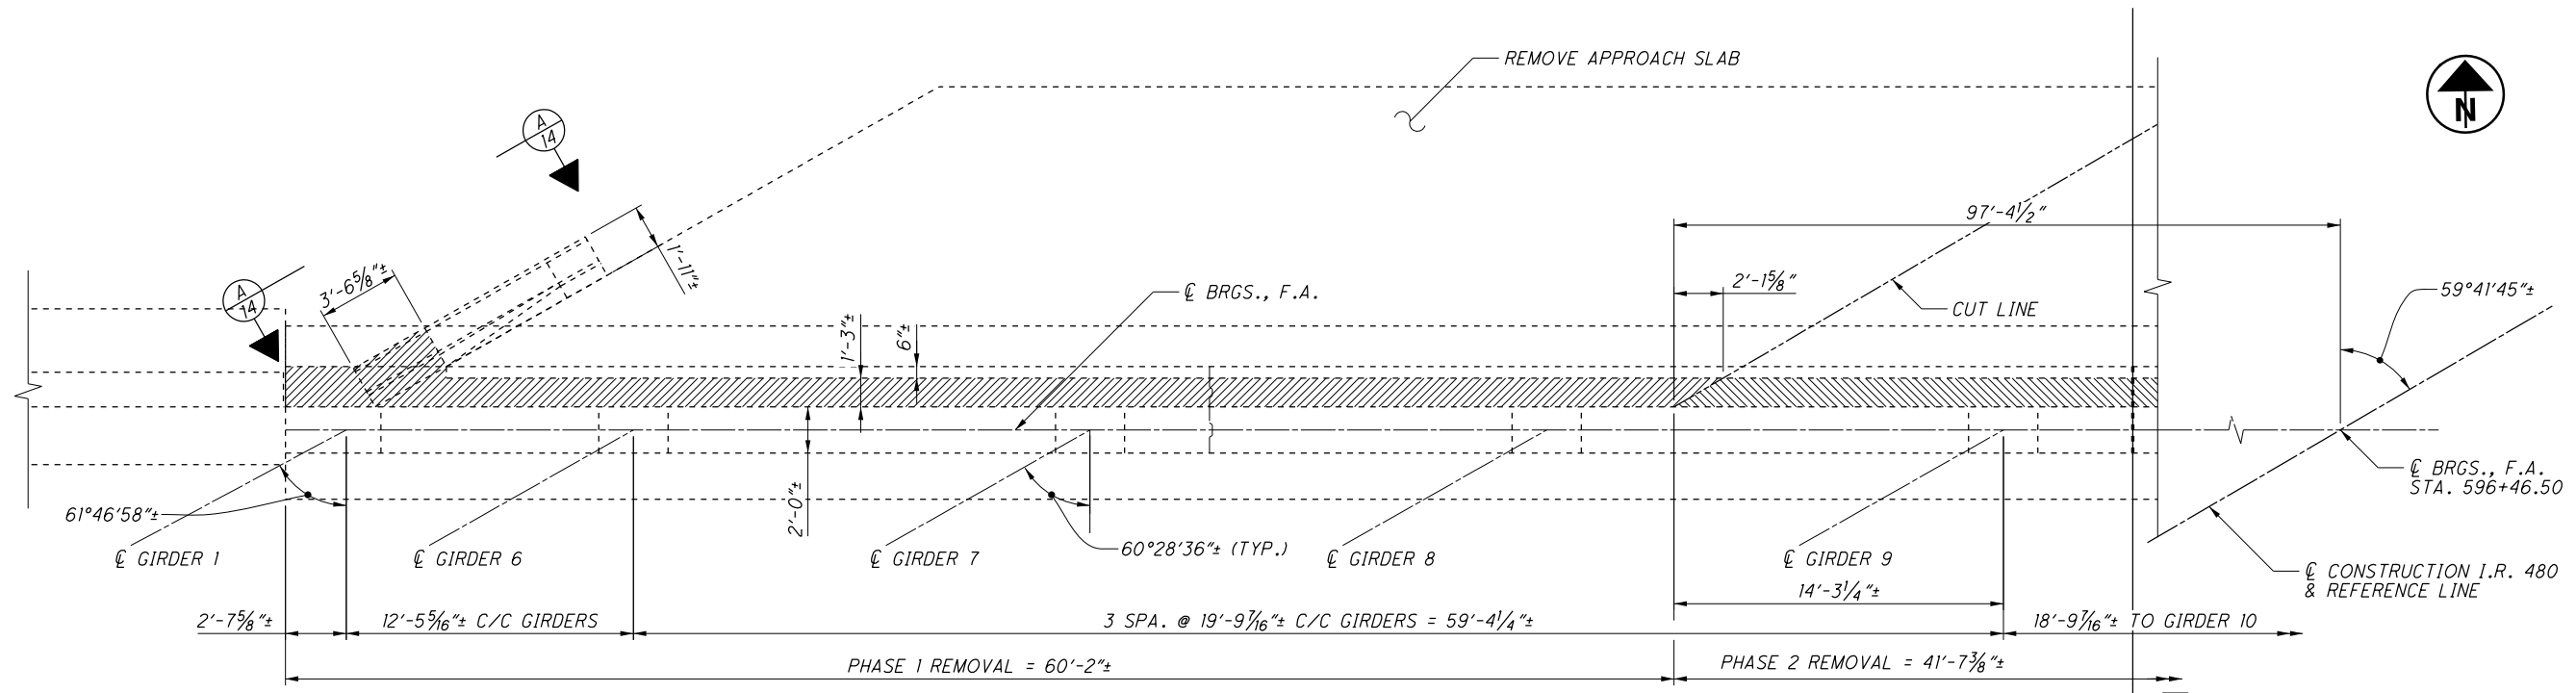 REMOVE APPROACH SLAB
N
A
14
A
14
97'-4½"
1'-11"±
3'-6⅝"±
2'-1⅝"
℄ BRGS., F.A.
59°41'45"±
CUT LINE
1'-3"±
6"±
℄ BRGS., F.A.
STA. 596+46.50
2'-0"±
61°46'58"±
60°28'36"± (TYP.)
℄ GIRDER 1
℄ GIRDER 6
℄ GIRDER 7
℄ GIRDER 8
℄ GIRDER 9
℄ CONSTRUCTION I.R. 480
& REFERENCE LINE
14'-3¼"±
2'-7⅝"±
12'-5⁵⁄₁₆"± C/C GIRDERS
3 SPA. @ 19'-9⁷⁄₁₆"± C/C GIRDERS = 59'-4¼"±
18'-9⁷⁄₁₆"± TO GIRDER 10
PHASE 1 REMOVAL = 60'-2"±
PHASE 2 REMOVAL = 41'-7⅜"±